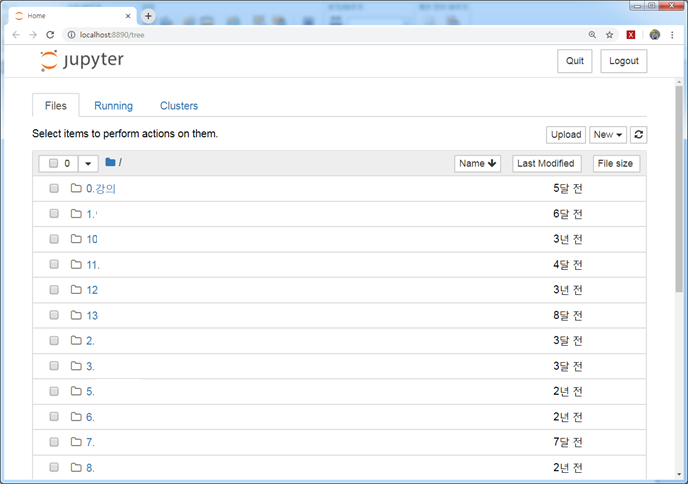 Home
localhost:8890/tree
jupyter
Quit Logout
Files Running Clusters
Select items to perform actions on them.
Upload New
0 / Name Last Modified File size
0.강의 5달 전
1. 6달 전
10 3년 전
11. 4달 전
12 3년 전
13 8달 전
2. 3달 전
3. 3달 전
5. 2년 전
6. 2년 전
7. 7달 전
8. 2년 전